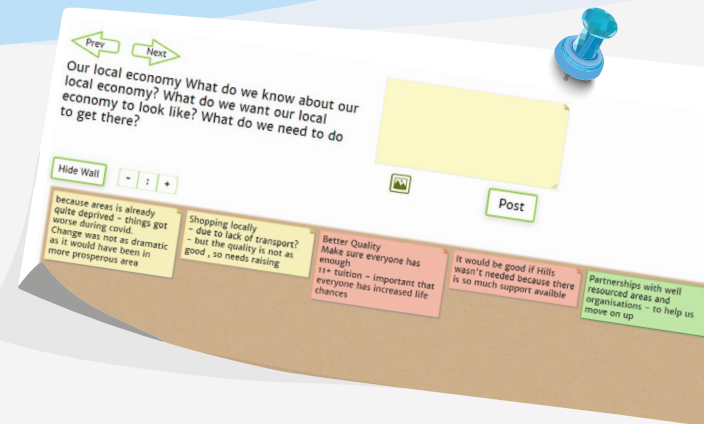 Prev
Next
Our local economy What do we know about our
local economy? What do we want our local
economy to look like? What do we need to do
to get there?
Hide Wall
-
:
+
Post
because areas is already
quite deprived - things got
worse during covid.
Change was not as dramatic
as it would have been in
more prosperous area
Shopping locally
- due to lack of transport?
- but the quality is not as
good , so needs raising
Better Quality
Make sure everyone has
enough
11+ tuition - important that
everyone has increased life
chances
It would be good if Hills
wasn't needed because there
is so much support availble
Partnerships with well
resourced areas and
organisations - to help us
move on up